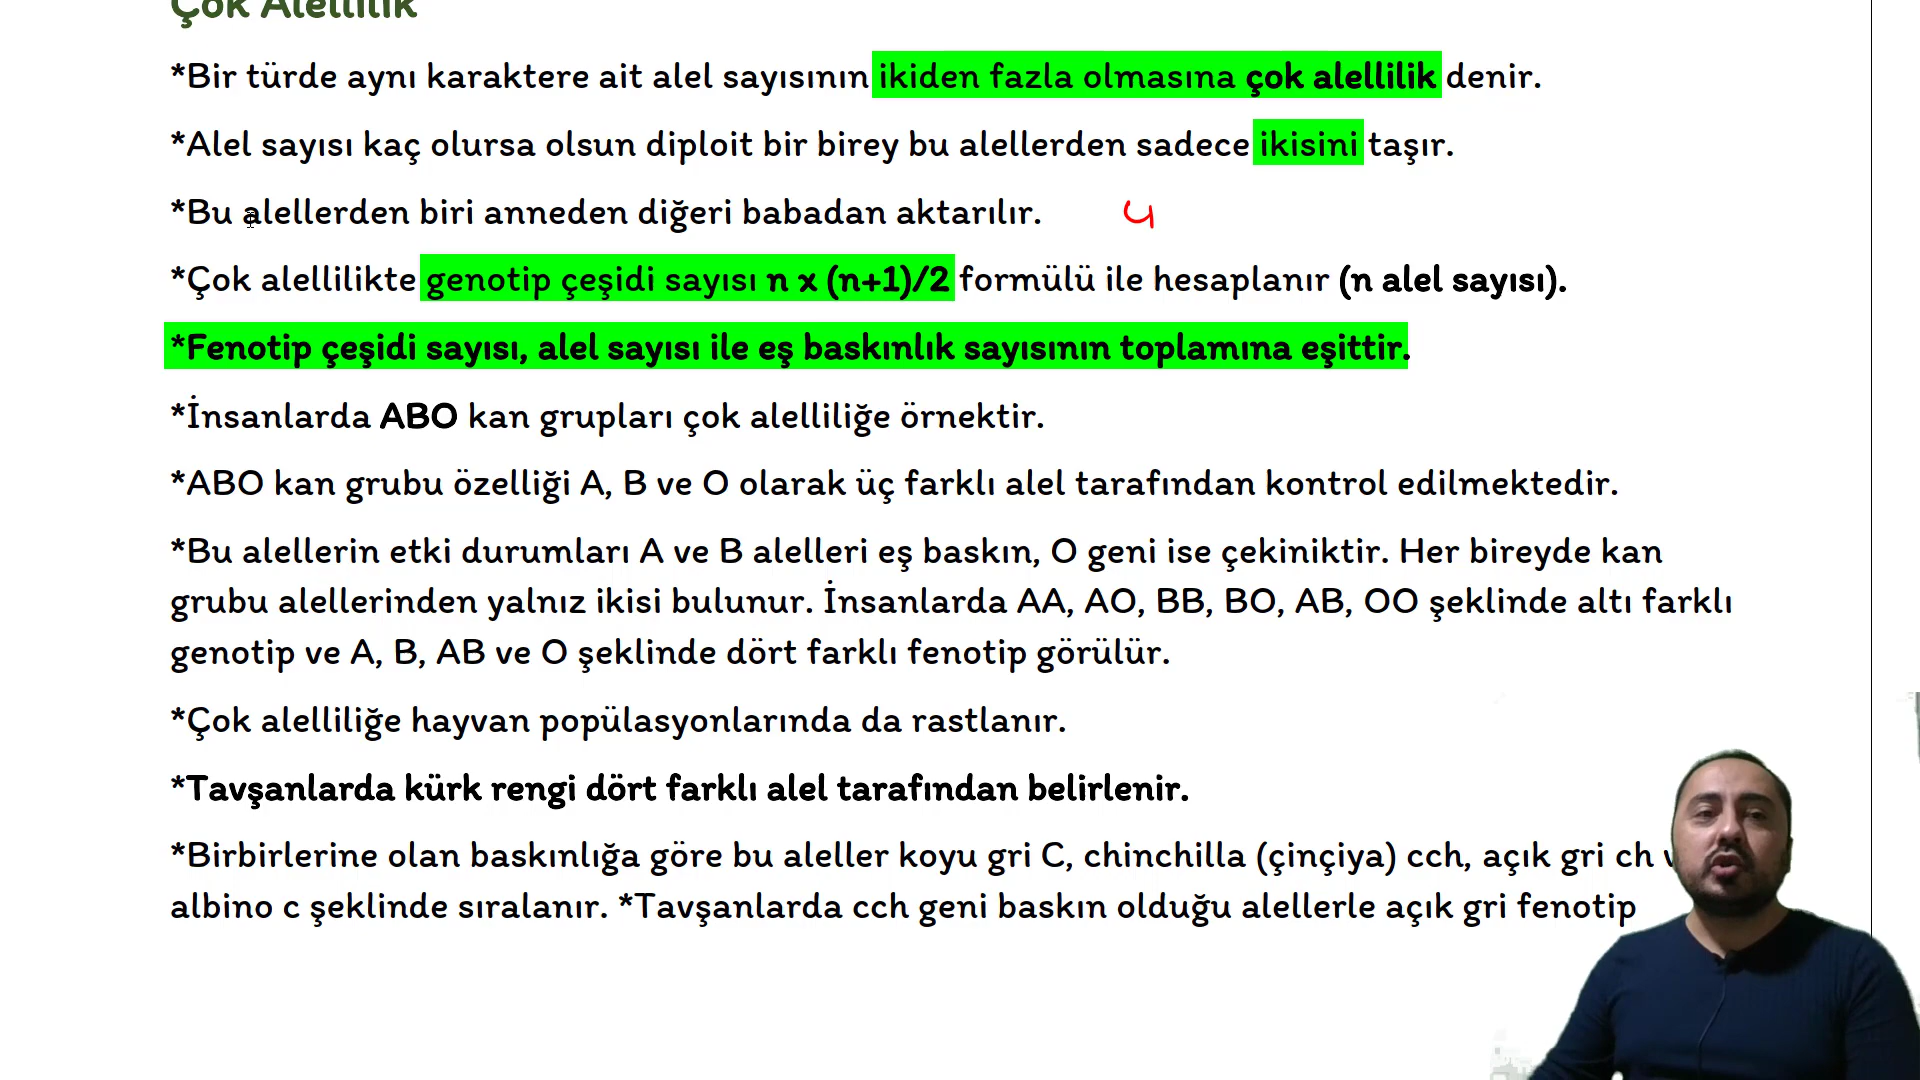 Çok Alellilik
*Bir türde aynı karaktere ait alel sayısının ikiden fazla olmasına çok alellilik denir.
*Alel sayısı kaç olursa olsun diploit bir birey bu alellerden sadece ikisini taşır.
*Bu alellerden biri anneden diğeri babadan aktarılır. 4
*Çok alellilikte genotip çeşidi sayısı n x (n+1)/2 formülü ile hesaplanır (n alel sayısı).
*Fenotip çeşidi sayısı, alel sayısı ile eş baskınlık sayısının toplamına eşittir.
*İnsanlarda ABO kan grupları çok alelliliğe örnektir.
*ABO kan grubu özelliği A, B ve O olarak üç farklı alel tarafından kontrol edilmektedir.
*Bu alellerin etki durumları A ve B alelleri eş baskın, O geni ise çekiniktir. Her bireyde kan
grubu alellerinden yalnız ikisi bulunur. İnsanlarda AA, AO, BB, BO, AB, OO şeklinde altı farklı
genotip ve A, B, AB ve O şeklinde dört farklı fenotip görülür.
*Çok alelliliğe hayvan popülasyonlarında da rastlanır.
*Tavşanlarda kürk rengi dört farklı alel tarafından belirlenir.
*Birbirlerine olan baskınlığa göre bu aleller koyu gri C, chinchilla (çinçiya) cch, açık gri ch
albino c şeklinde sıralanır. *Tavşanlarda cch geni baskın olduğu alellerle açık gri fenotip